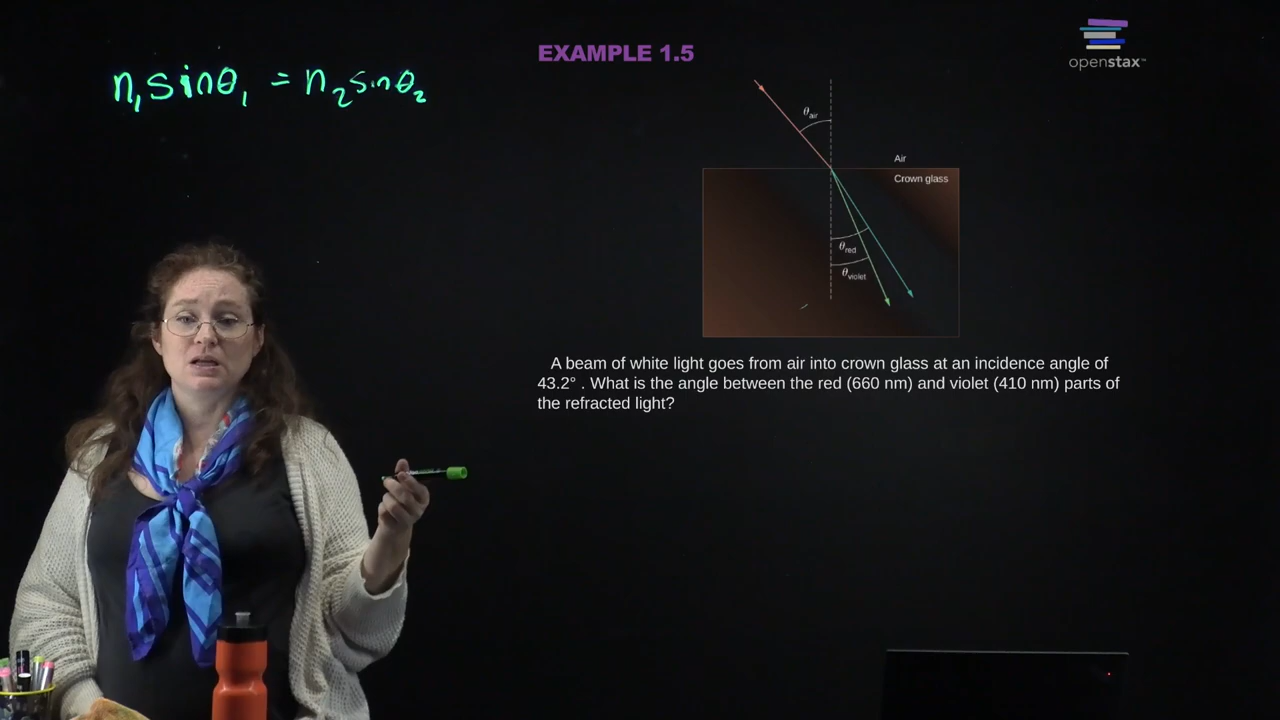 n₁sinθ₁ = n₂sinθ₂
EXAMPLE 1.5
openstax™
θair
Air
Crown glass
θred
θviolet
A beam of white light goes from air into crown glass at an incidence angle of
43.2° . What is the angle between the red (660 nm) and violet (410 nm) parts of
the refracted light?